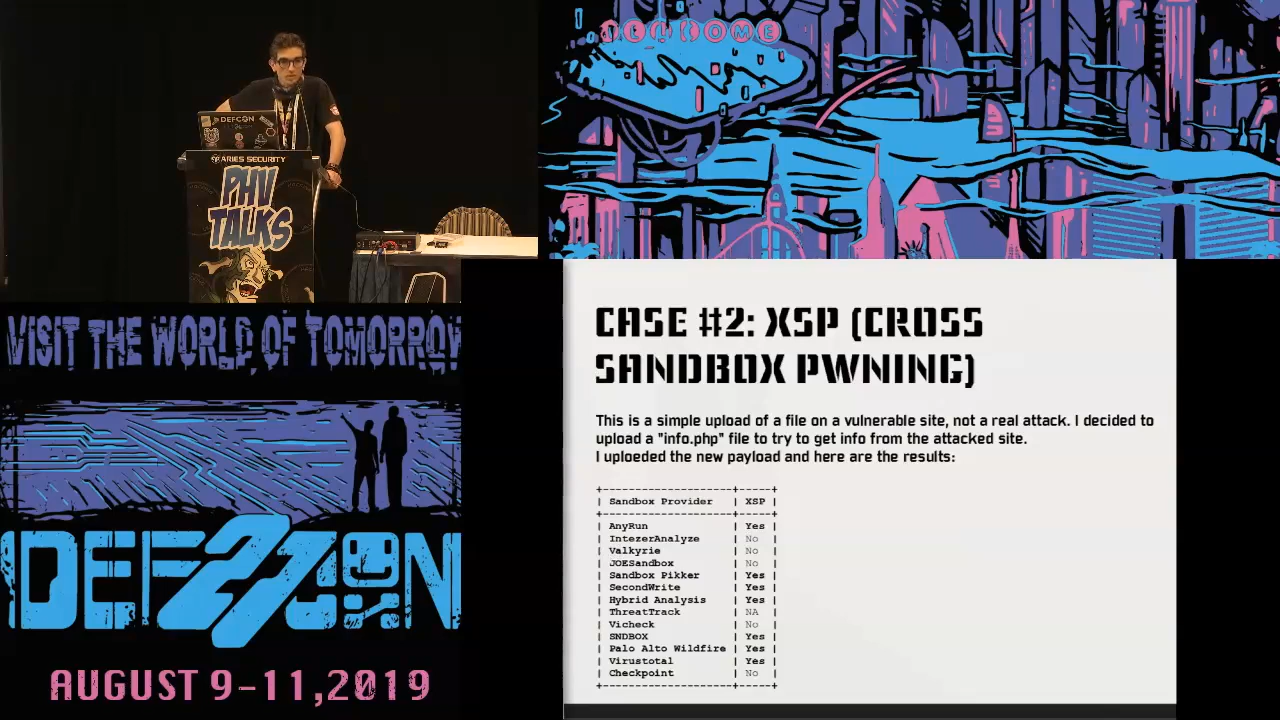 WELCOME
DEFCON
ARIES SECURITY
PHV
TALKS
VISIT THE WORLD OF TOMORROW
DEF27CON
AUGUST 9-11,2019
CASE #2: XSP (CROSS
SANDBOX PWNING)
This is a simple upload of a file on a vulnerable site, not a real attack. I decided to
upload a "info.php" file to try to get info from the attacked site.
I uploeded the new payload and here are the results:
+---------------------+-----+
| Sandbox Provider | XSP |
+---------------------+-----+
| AnyRun | Yes |
| IntezerAnalyze | No |
| Valkyrie | No |
| JOESandbox | No |
| Sandbox Pikker | Yes |
| SecondWrite | Yes |
| Hybrid Analysis | Yes |
| ThreatTrack | NA |
| Vicheck | No |
| SNDBOX | Yes |
| Palo Alto Wildfire | Yes |
| Virustotal | Yes |
| Checkpoint | No |
+---------------------+-----+